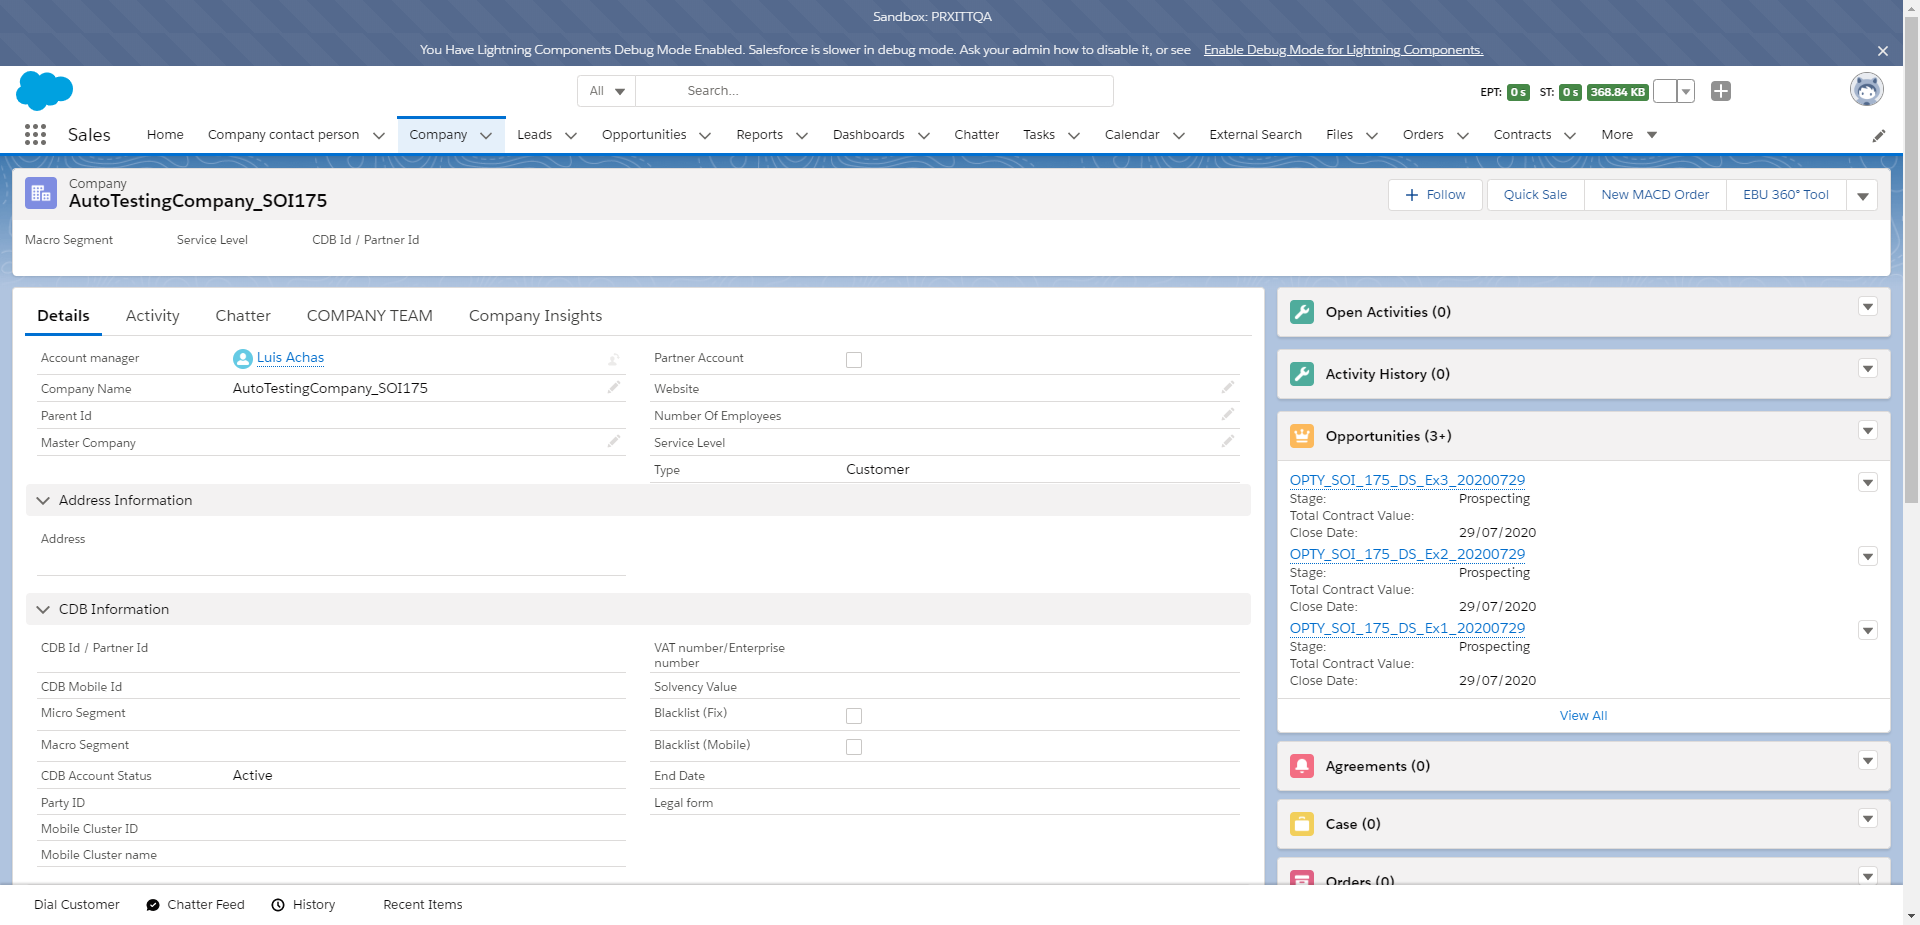 Sandbox: PRXITTQA
You Have Lightning Components Debug Mode Enabled. Salesforce is slower in debug mode. Ask your admin how to disable it, or see Enable Debug Mode for Lightning Components.
All Search... EPT: 0 s ST: 0 s 368.84 KB
Sales Home Company contact person Company Leads Opportunities Reports Dashboards Chatter Tasks Calendar External Search Files Orders Contracts More
Company
AutoTestingCompany_SOI175
Follow Quick Sale New MACD Order EBU 360° Tool
Macro Segment Service Level CDB Id / Partner Id
Details Activity Chatter COMPANY TEAM Company Insights
Account manager Luis Achas Partner Account
Company Name AutoTestingCompany_SOI175 Website
Parent Id Number Of Employees
Master Company Service Level
Type Customer
Address Information
Address
CDB Information
CDB Id / Partner Id VAT number/Enterprise
number
CDB Mobile Id Solvency Value
Micro Segment Blacklist (Fix)
Macro Segment Blacklist (Mobile)
CDB Account Status Active End Date
Party ID Legal form
Mobile Cluster ID
Mobile Cluster name
Open Activities (0)
Activity History (0)
Opportunities (3+)
OPTY_SOI_175_DS_Ex3_20200729
Stage: Prospecting
Total Contract Value:
Close Date: 29/07/2020
OPTY_SOI_175_DS_Ex2_20200729
Stage: Prospecting
Total Contract Value:
Close Date: 29/07/2020
OPTY_SOI_175_DS_Ex1_20200729
Stage: Prospecting
Total Contract Value:
Close Date: 29/07/2020
View All
Agreements (0)
Case (0)
Orders (0)
Dial Customer Chatter Feed History Recent Items